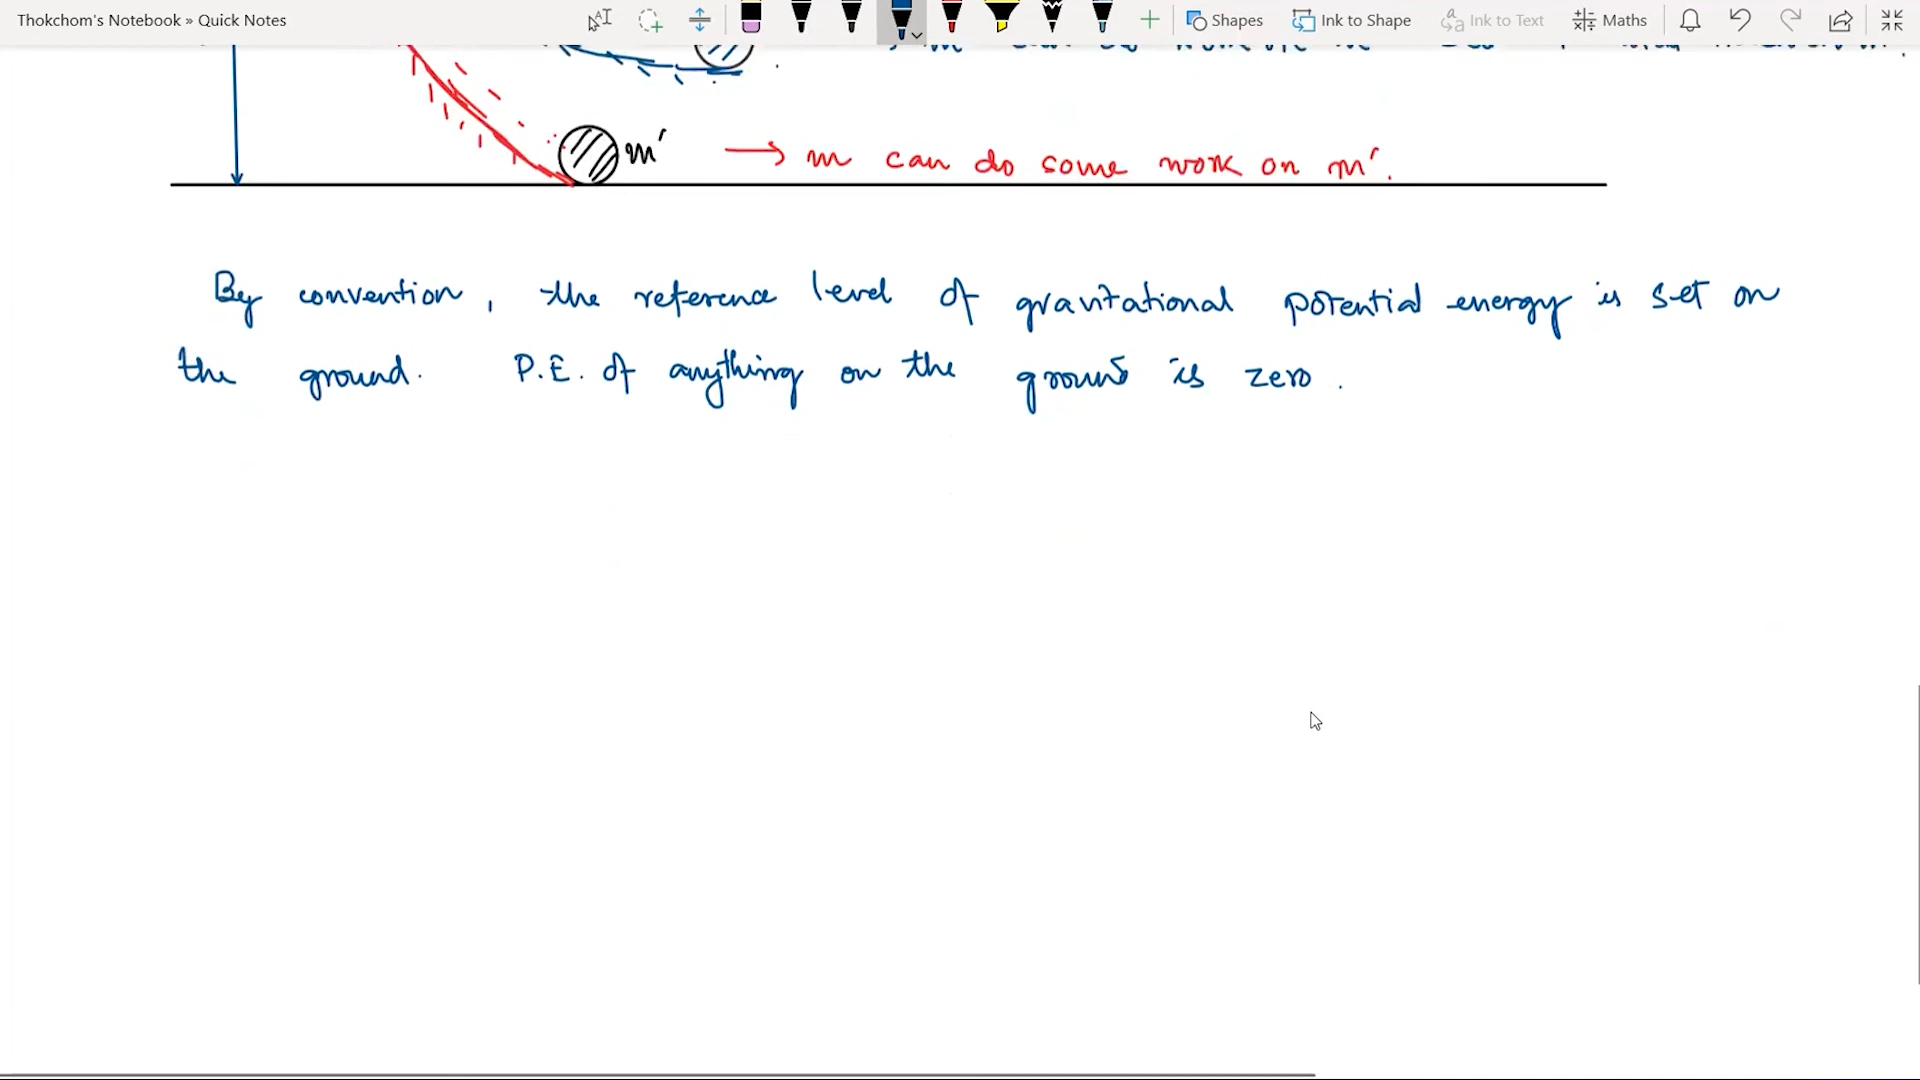 Thokchom's Notebook » Quick Notes
Shapes Ink to Shape Ink to Text Maths
m' → m can do some work on m'.
By convention, the reference level of gravitational potential energy is set on
the ground. P.E. of anything on the ground is zero.